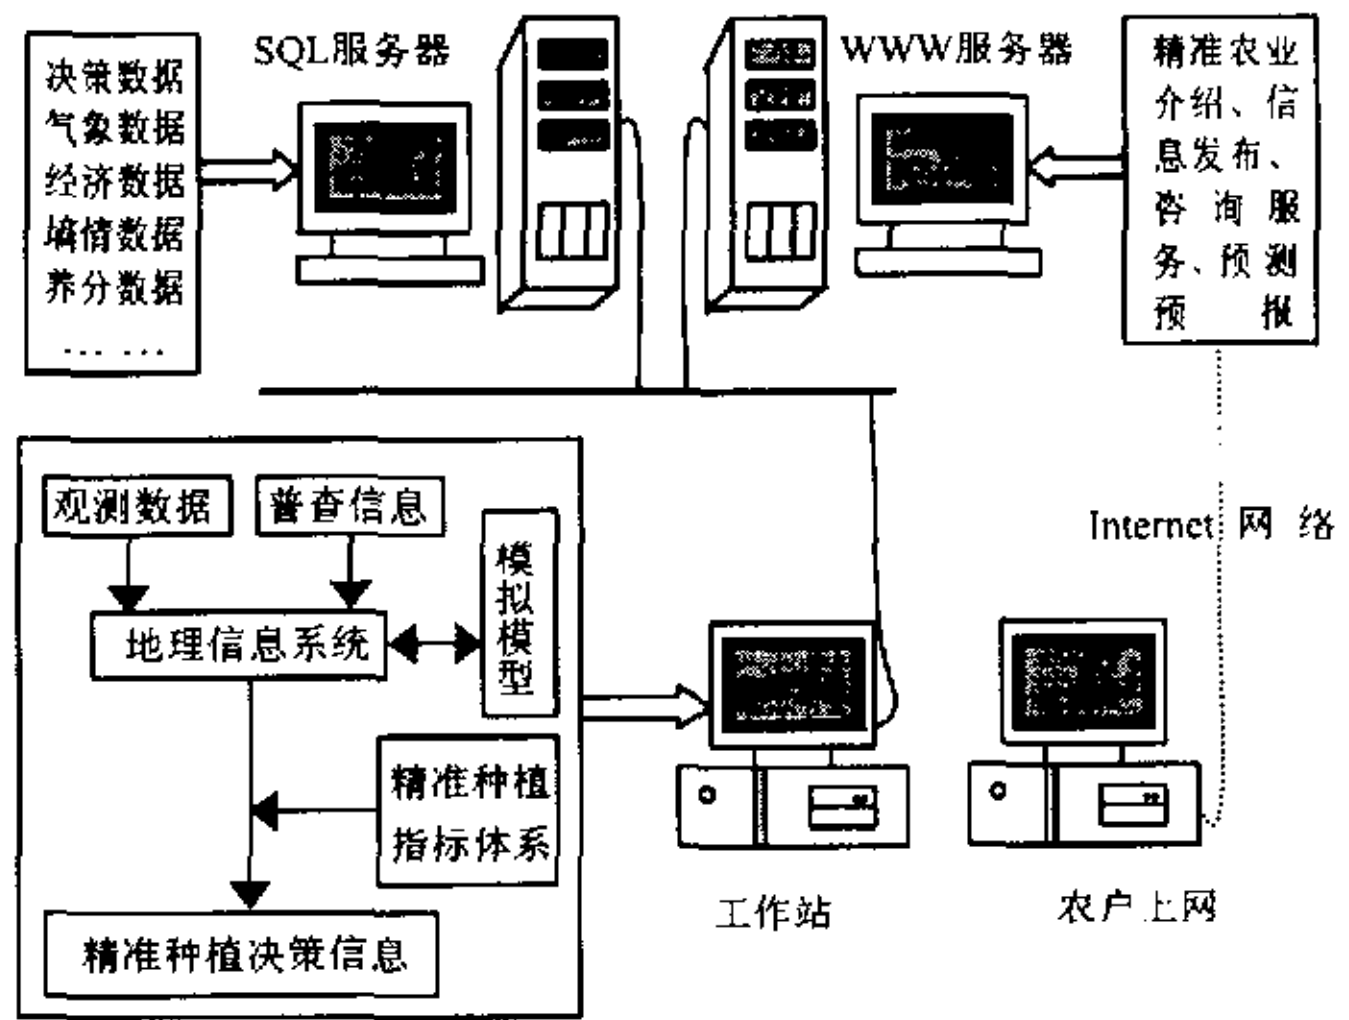 SQL服务器
WWW服务器
决策数据
气象数据
经济数据
墒情数据
养分数据
… …
精准农业
介绍、信
息发布、
咨询服
务、预测
预报
观测数据
普查信息
模拟模型
地理信息系统
精准种植
指标体系
精准种植决策信息
Internet 网络
工作站
农户上网